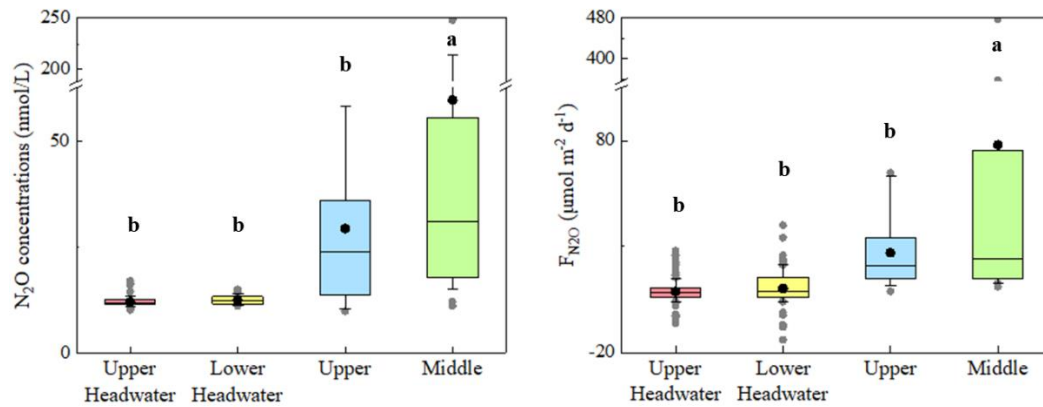 250
200
50
0
N₂O concentrations (nmol/L)
b
b
b
a
Upper
Headwater
Lower
Headwater
Upper
Middle
480
400
80
-20
F_N2O (μmol m⁻² d⁻¹)
b
b
b
a
Upper
Headwater
Lower
Headwater
Upper
Middle